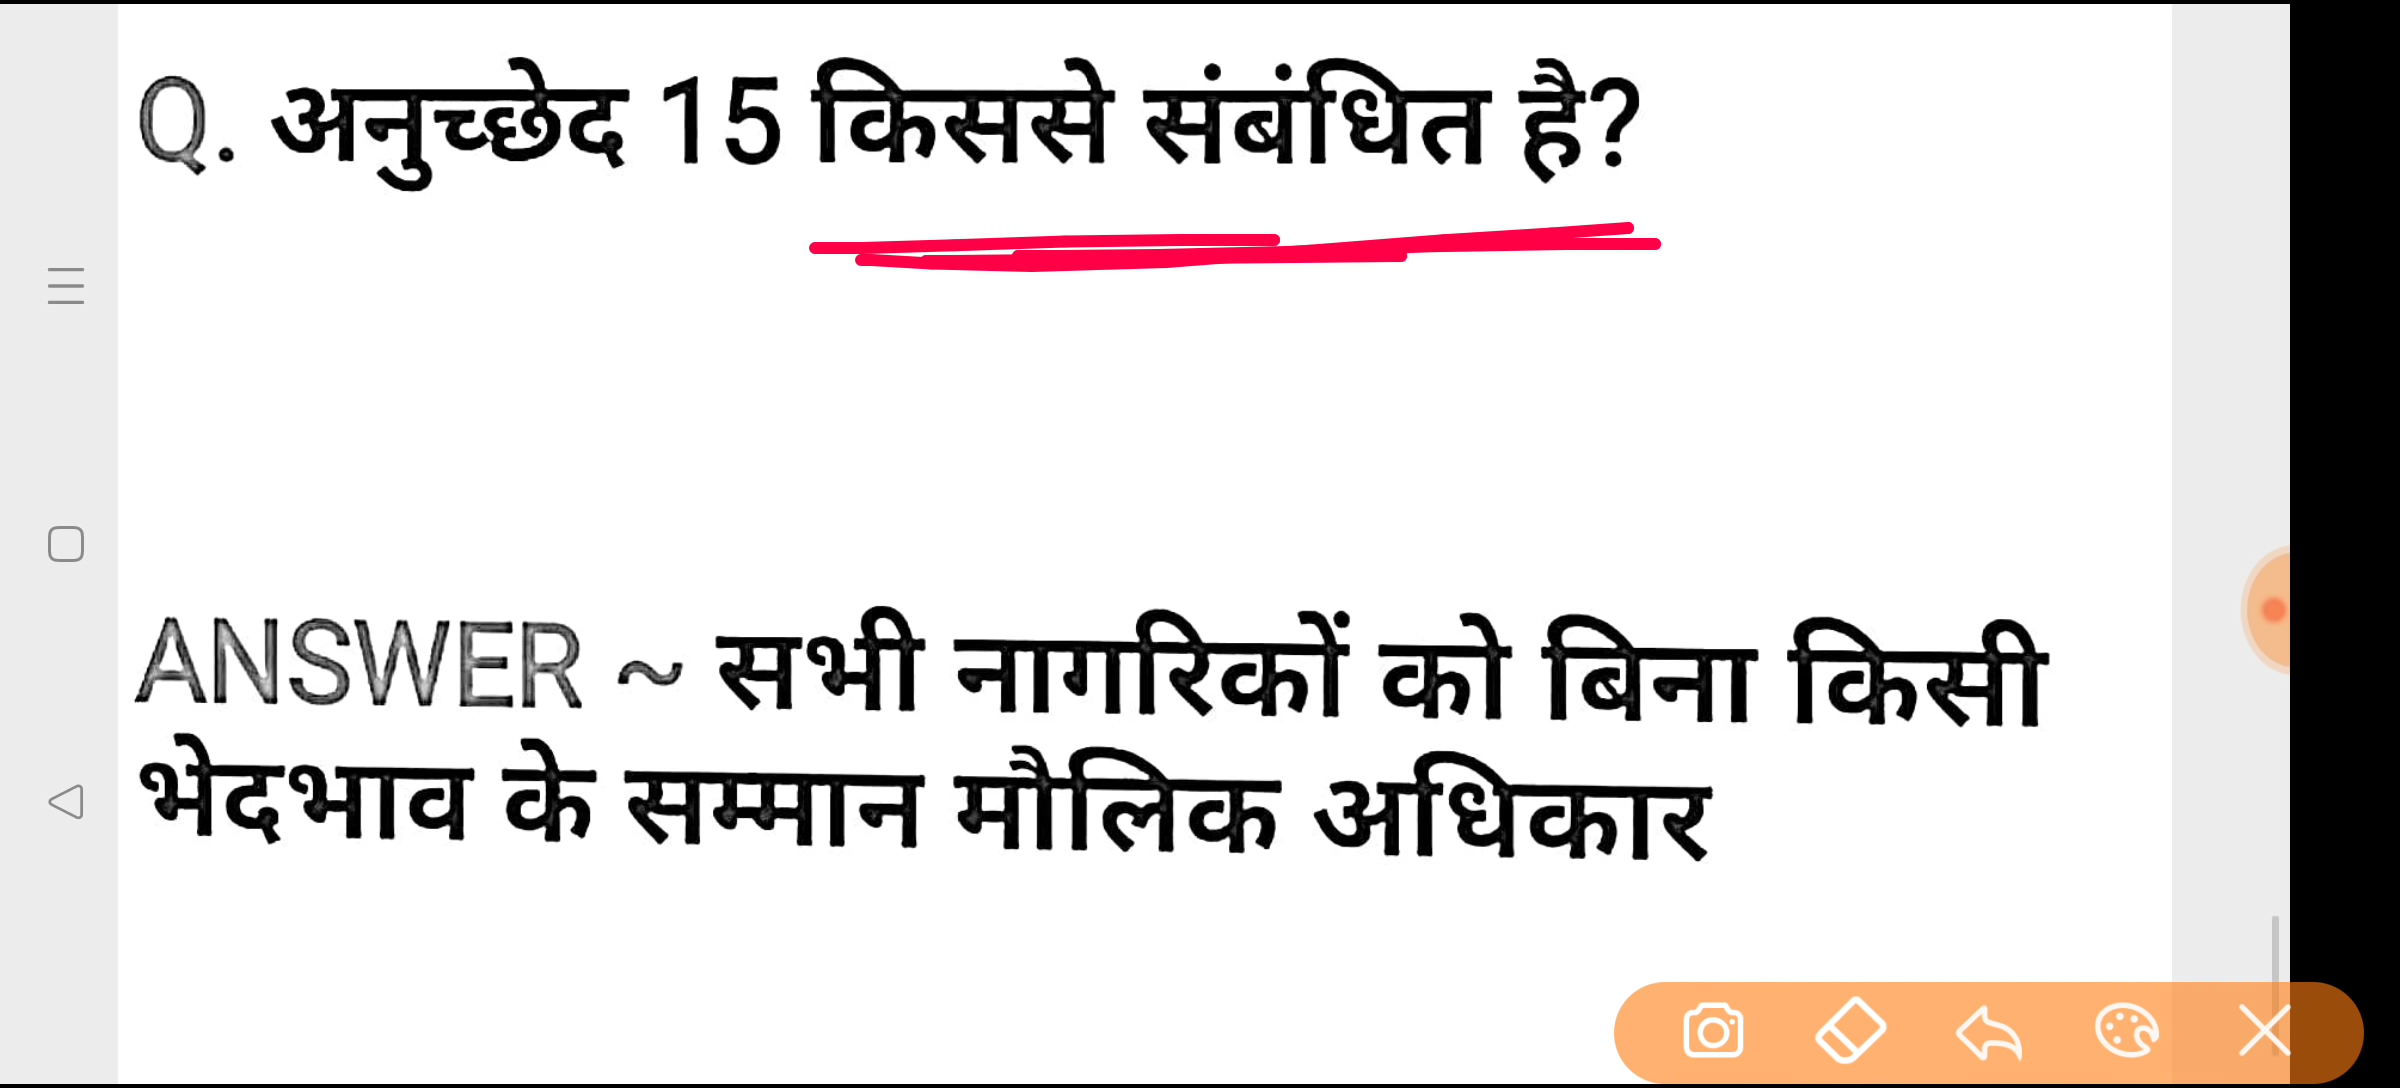 Q. अनुच्छेद 15 किससे संबंधित है?
ANSWER ~ सभी नागरिकों को बिना किसी
भेदभाव के सम्मान मौलिक अधिकार